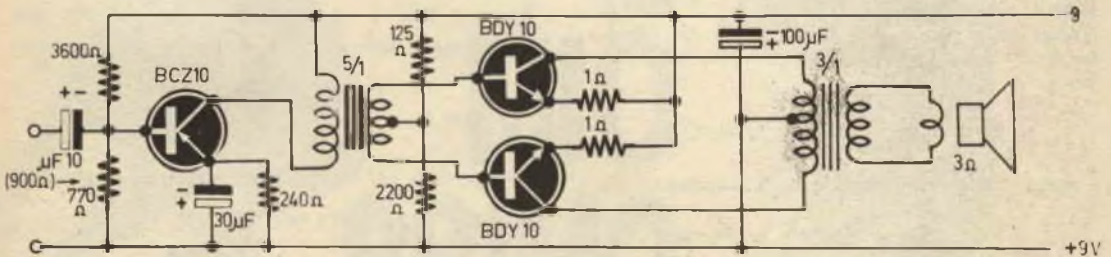 3600Ω
BCZ10
+ -
µF 10
(900Ω)→
770
Ω
-
+
30µF
240Ω
5/1
125
Ω
2200
Ω
BDY 10
1Ω
1Ω
BDY 10
-
+
100µF
3/1
3Ω
9
+9V